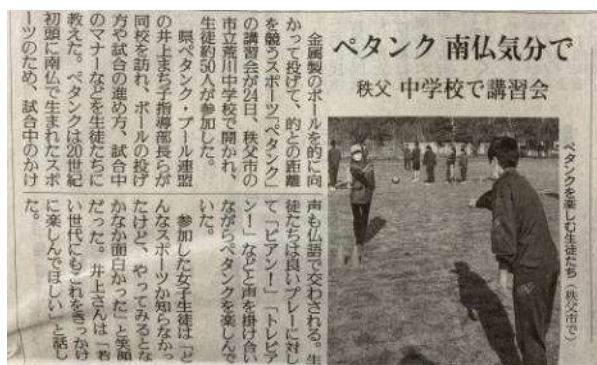 ペタンク 南仏気分で
秩父 中学校で講習会
ペタンクを楽しむ生徒たち(秩父市で)
金属製のボールを的に向
かって投げて、的との距離
を競うスポーツ「ペタンク」
の講習会が24日、秩父市の
市立荒川中学校で開かれ、
生徒約50人が参加した。
県ペタンク・ブール連盟
の井上まち子指導部長らが
同校を訪れ、ボールの投げ
方や試合の進め方、試合中
のマナーなどを生徒たちに
教えた。ペタンクは20世紀
初頭に南仏で生まれたスポ
ーツのため、試合中のかけ
声も仏語で交わされる。生
徒たちは良いプレーに対し
て「ビアン！」「トレビア
ン！」などと声を掛け合い
ながらペタンクを楽しんで
いた。
参加した女子生徒は「ど
んなスポーツか知らなかっ
たけど、やってみるとな
かなか面白かった」と笑顔
だった。井上さんは「若
い世代にもこれをきっかけ
に楽しんでほしい」と話し
た。